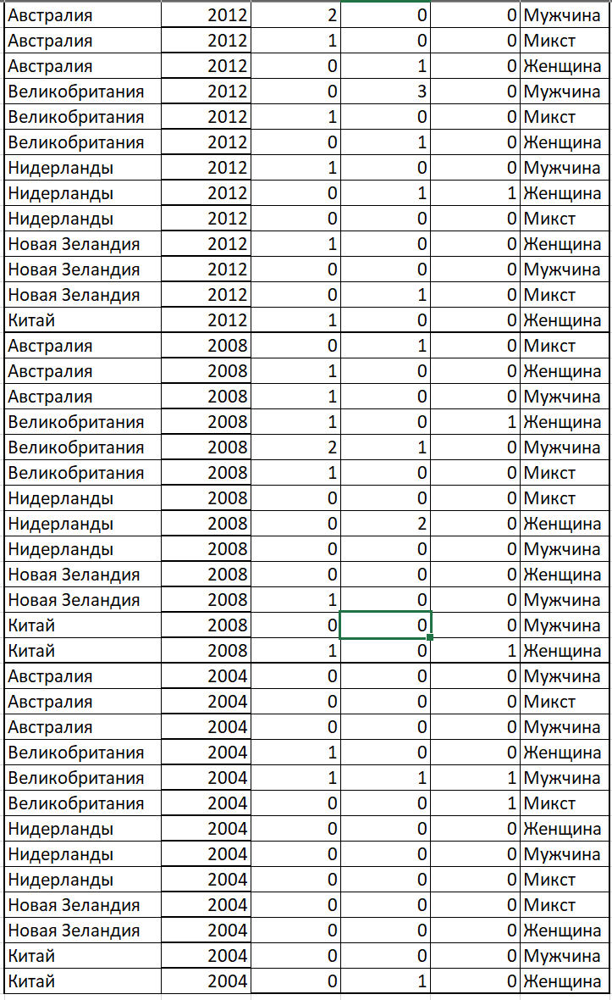 Австралия 2012 2 0 0 Мужчина
Австралия 2012 1 0 0 Микст
Австралия 2012 0 1 0 Женщина
Великобритания 2012 0 3 0 Мужчина
Великобритания 2012 1 0 0 Микст
Великобритания 2012 0 1 0 Женщина
Нидерланды 2012 1 0 0 Мужчина
Нидерланды 2012 0 1 1 Женщина
Нидерланды 2012 0 0 0 Микст
Новая Зеландия 2012 1 0 0 Женщина
Новая Зеландия 2012 0 0 0 Мужчина
Новая Зеландия 2012 0 1 0 Микст
Китай 2012 1 0 0 Женщина
Австралия 2008 0 1 0 Микст
Австралия 2008 1 0 0 Женщина
Австралия 2008 1 0 0 Мужчина
Великобритания 2008 1 0 1 Женщина
Великобритания 2008 2 1 0 Мужчина
Великобритания 2008 1 0 0 Микст
Нидерланды 2008 0 0 0 Микст
Нидерланды 2008 0 2 0 Женщина
Нидерланды 2008 0 0 0 Мужчина
Новая Зеландия 2008 0 0 0 Женщина
Новая Зеландия 2008 1 0 0 Мужчина
Китай 2008 0 0 0 Мужчина
Китай 2008 1 0 1 Женщина
Австралия 2004 0 0 0 Мужчина
Австралия 2004 0 0 0 Микст
Австралия 2004 0 0 0 Мужчина
Великобритания 2004 1 0 0 Женщина
Великобритания 2004 1 1 1 Мужчина
Великобритания 2004 0 0 1 Микст
Нидерланды 2004 0 0 0 Женщина
Нидерланды 2004 0 0 0 Мужчина
Нидерланды 2004 0 0 0 Микст
Новая Зеландия 2004 0 0 0 Микст
Новая Зеландия 2004 0 0 0 Женщина
Китай 2004 0 0 0 Мужчина
Китай 2004 0 1 0 Женщина